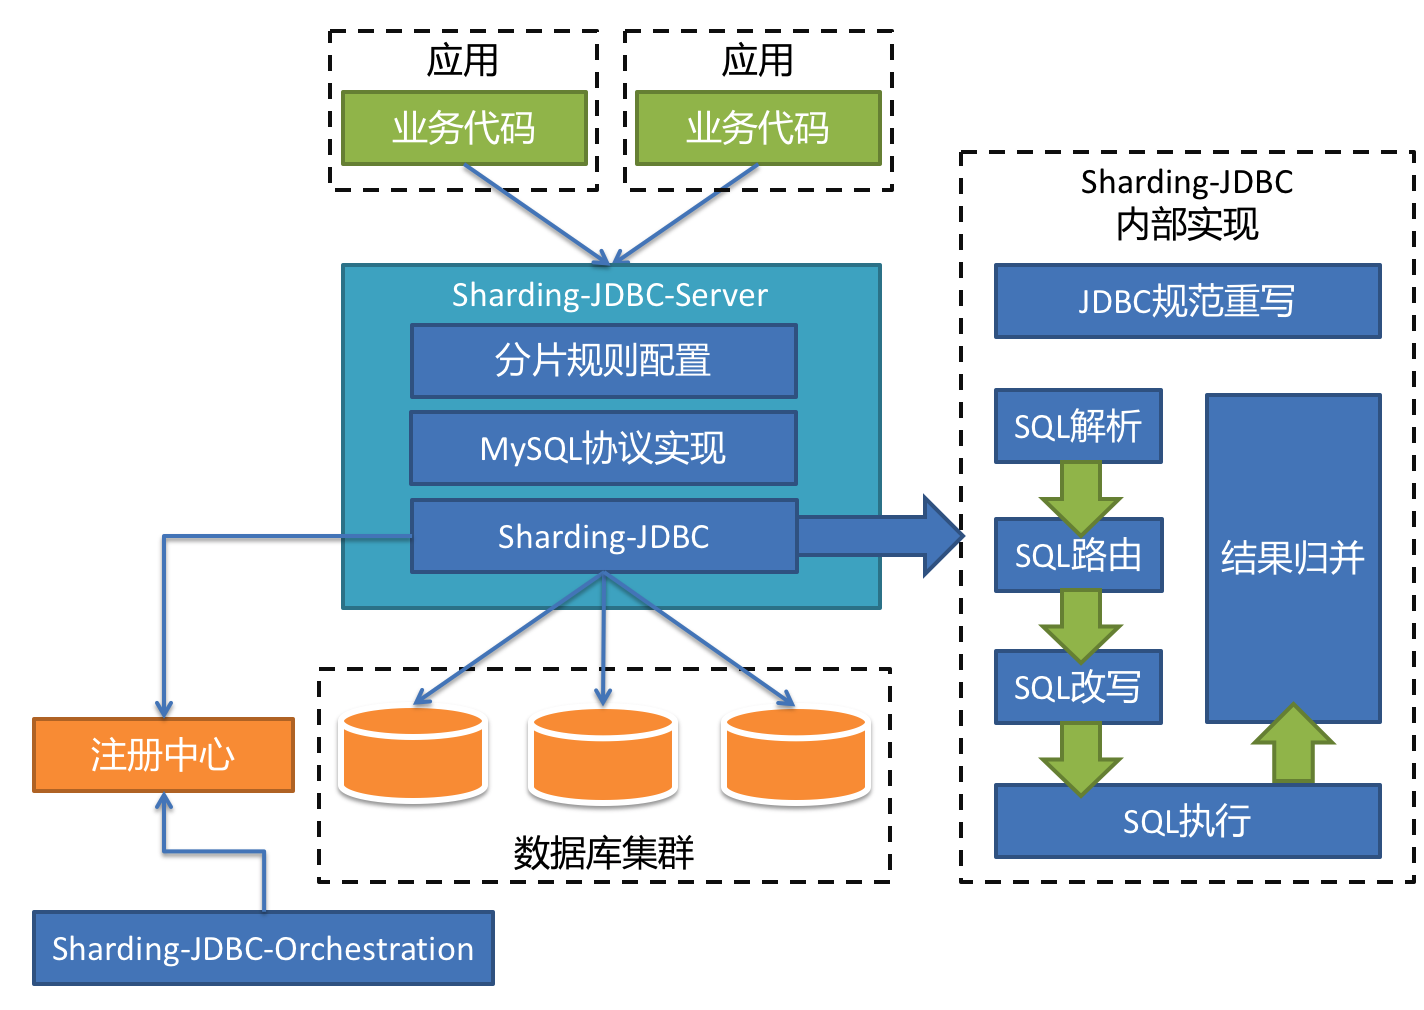 应用
业务代码
应用
业务代码
Sharding-JDBC-Server
分片规则配置
MySQL协议实现
Sharding-JDBC
注册中心
数据库集群
Sharding-JDBC-Orchestration
Sharding-JDBC
内部实现
JDBC规范重写
SQL解析
SQL路由
SQL改写
结果归并
SQL执行